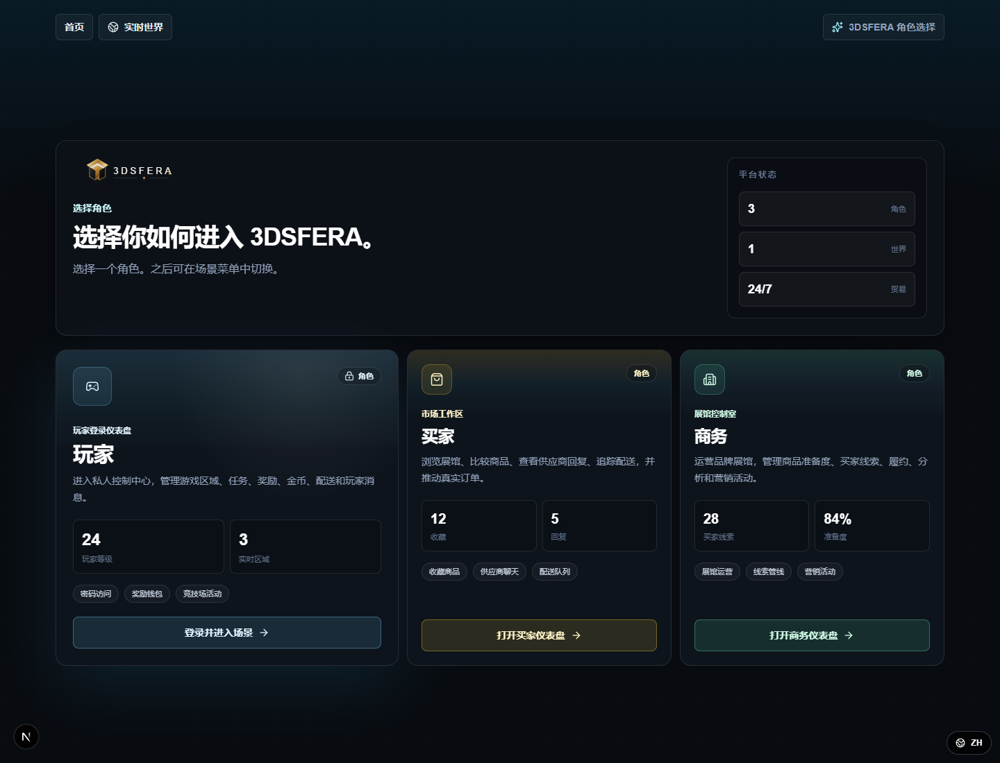 首页
实时世界
3DSFERA 角色选择
3DSFERA
选择角色
选择你如何进入 3DSFERA。
选择一个角色。之后可在场景菜单中切换。
平台状态
3
角色
1
世界
24/7
贸易
角色
玩家登录仪表盘
玩家
进入私人控制中心，管理游戏区域、任务、奖励、金币、配送和玩家消
息。
24
玩家等级
3
实时区域
密码访问
奖励钱包
竞技场活动
登录并进入场景
角色
市场工作区
买家
浏览展馆、比较商品、查看供应商回复、追踪配送，并
推动真实订单。
12
收藏
5
回复
收藏商品
供应商聊天
配送队列
打开买家仪表盘
角色
展馆控制室
商务
运营品牌展馆，管理商品准备度、买家线索、履约、分
析和营销活动。
28
买家线索
84%
准备度
展馆运营
线索管线
营销活动
打开商务仪表盘
N
ZH